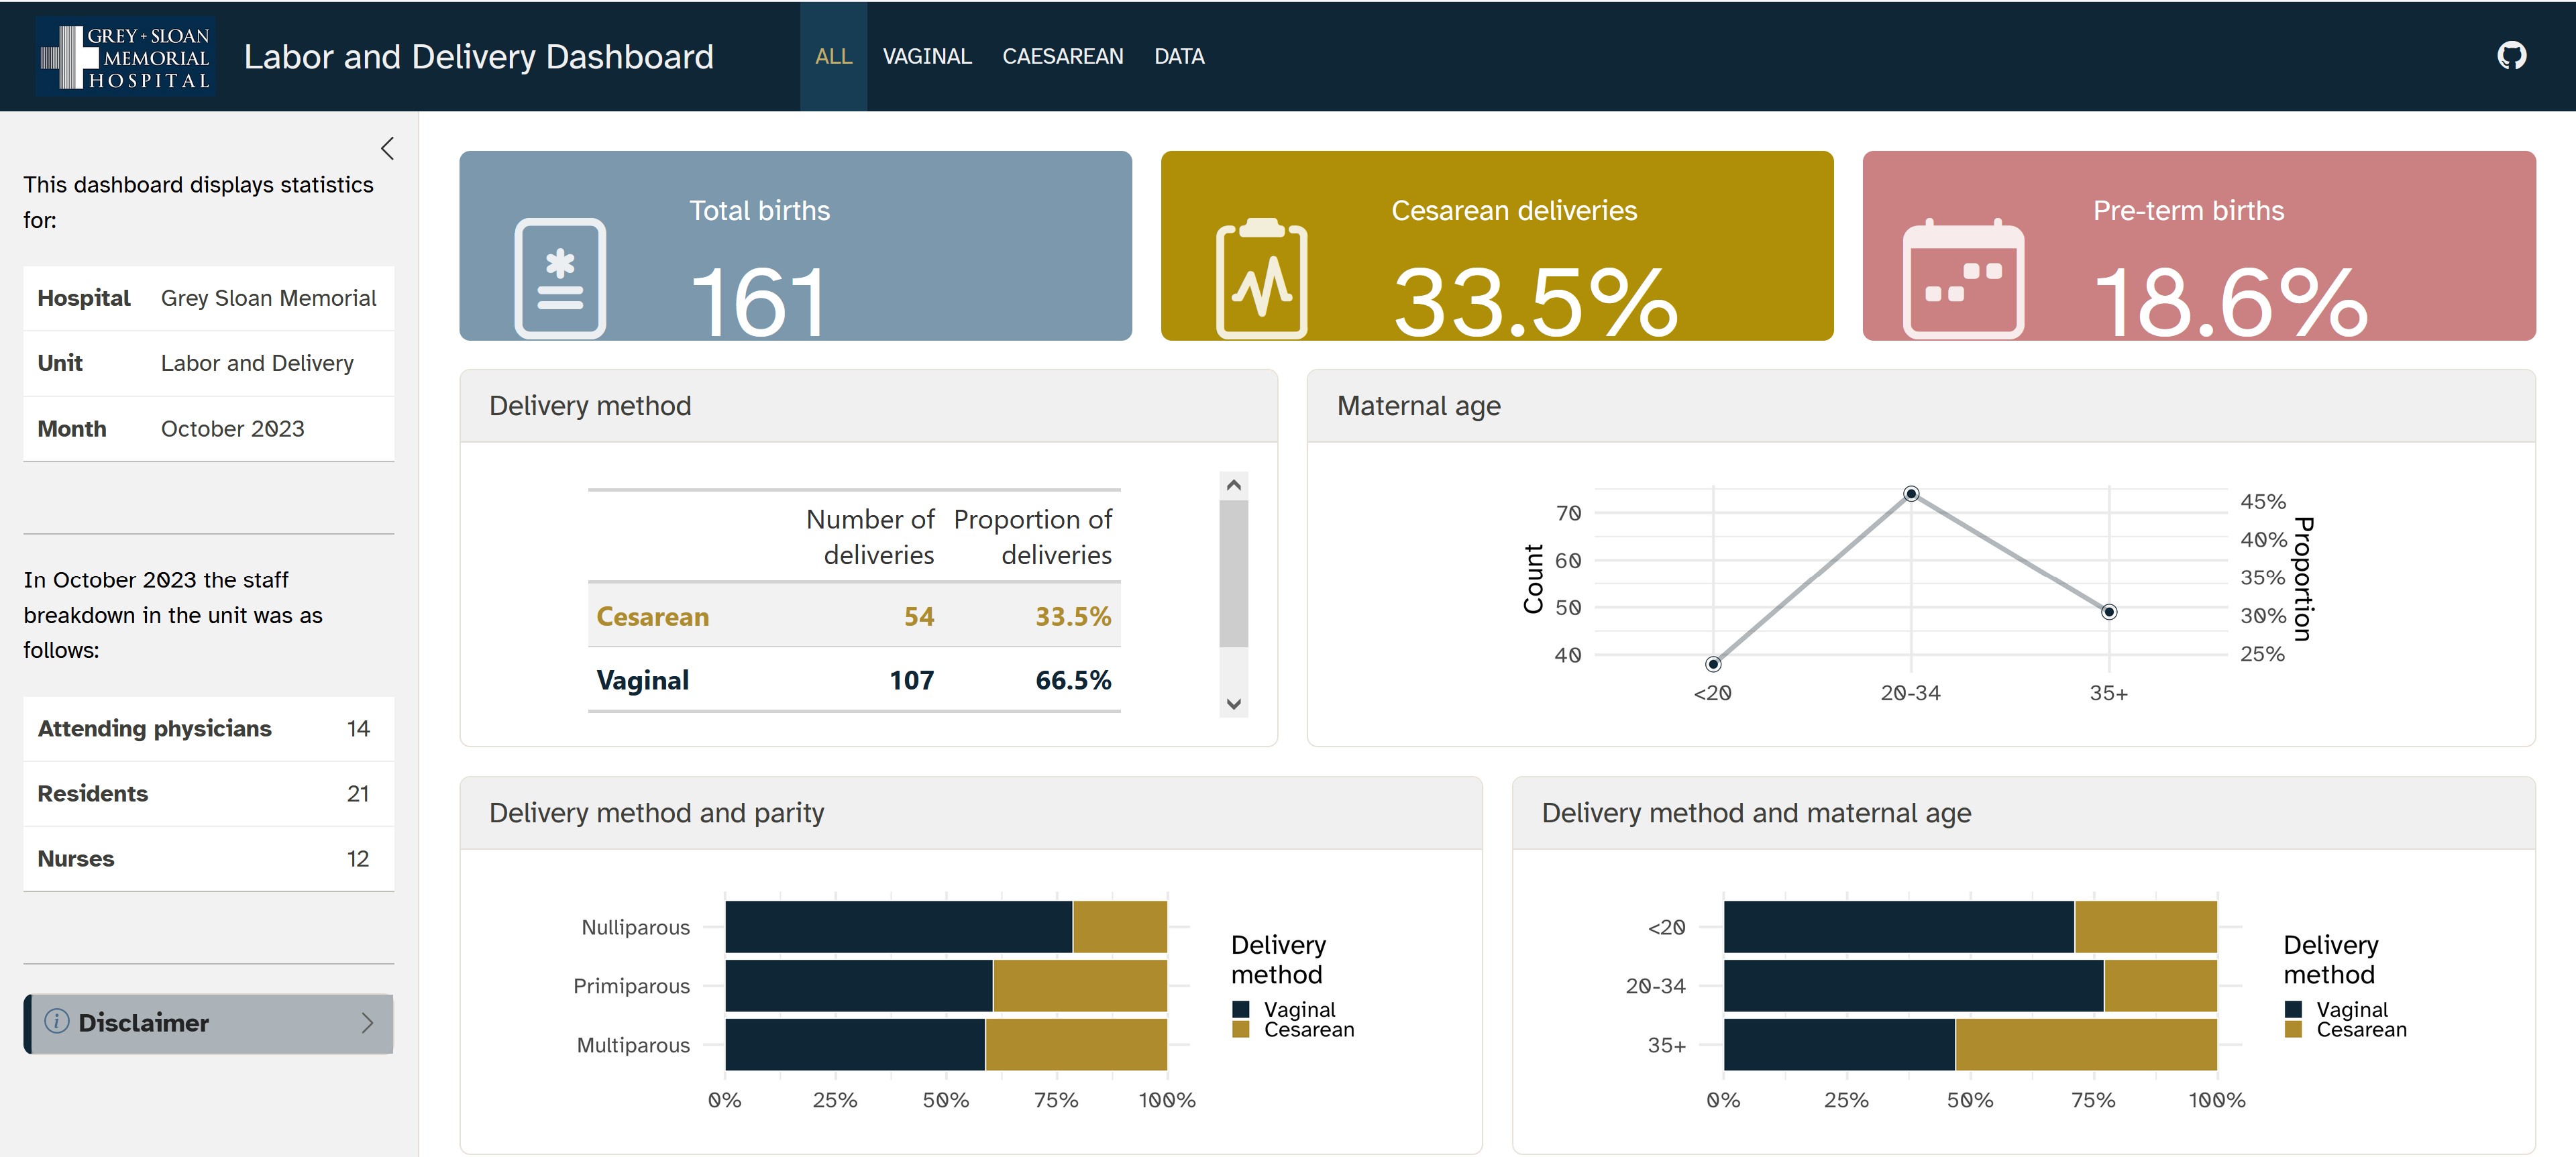 GREY + SLOAN
MEMORIAL
HOSPITAL
Labor and Delivery Dashboard
ALL
VAGINAL
CAESAREAN
DATA
This dashboard displays statistics
for:
Hospital Grey Sloan Memorial
Unit Labor and Delivery
Month October 2023
In October 2023 the staff
breakdown in the unit was as
follows:
Attending physicians 14
Residents 21
Nurses 12
Disclaimer
Total births
161
Cesarean deliveries
33.5%
Pre-term births
18.6%
Delivery method
Number of
deliveries
Proportion of
deliveries
Cesarean 54 33.5%
Vaginal 107 66.5%
Maternal age
Count
70
60
50
40
45%
40%
35%
30%
25%
Proportion
<20 20-34 35+
Delivery method and parity
Nulliparous
Primiparous
Multiparous
0% 25% 50% 75% 100%
Delivery
method
Vaginal
Cesarean
Delivery method and maternal age
<20
20-34
35+
0% 25% 50% 75% 100%
Delivery
method
Vaginal
Cesarean